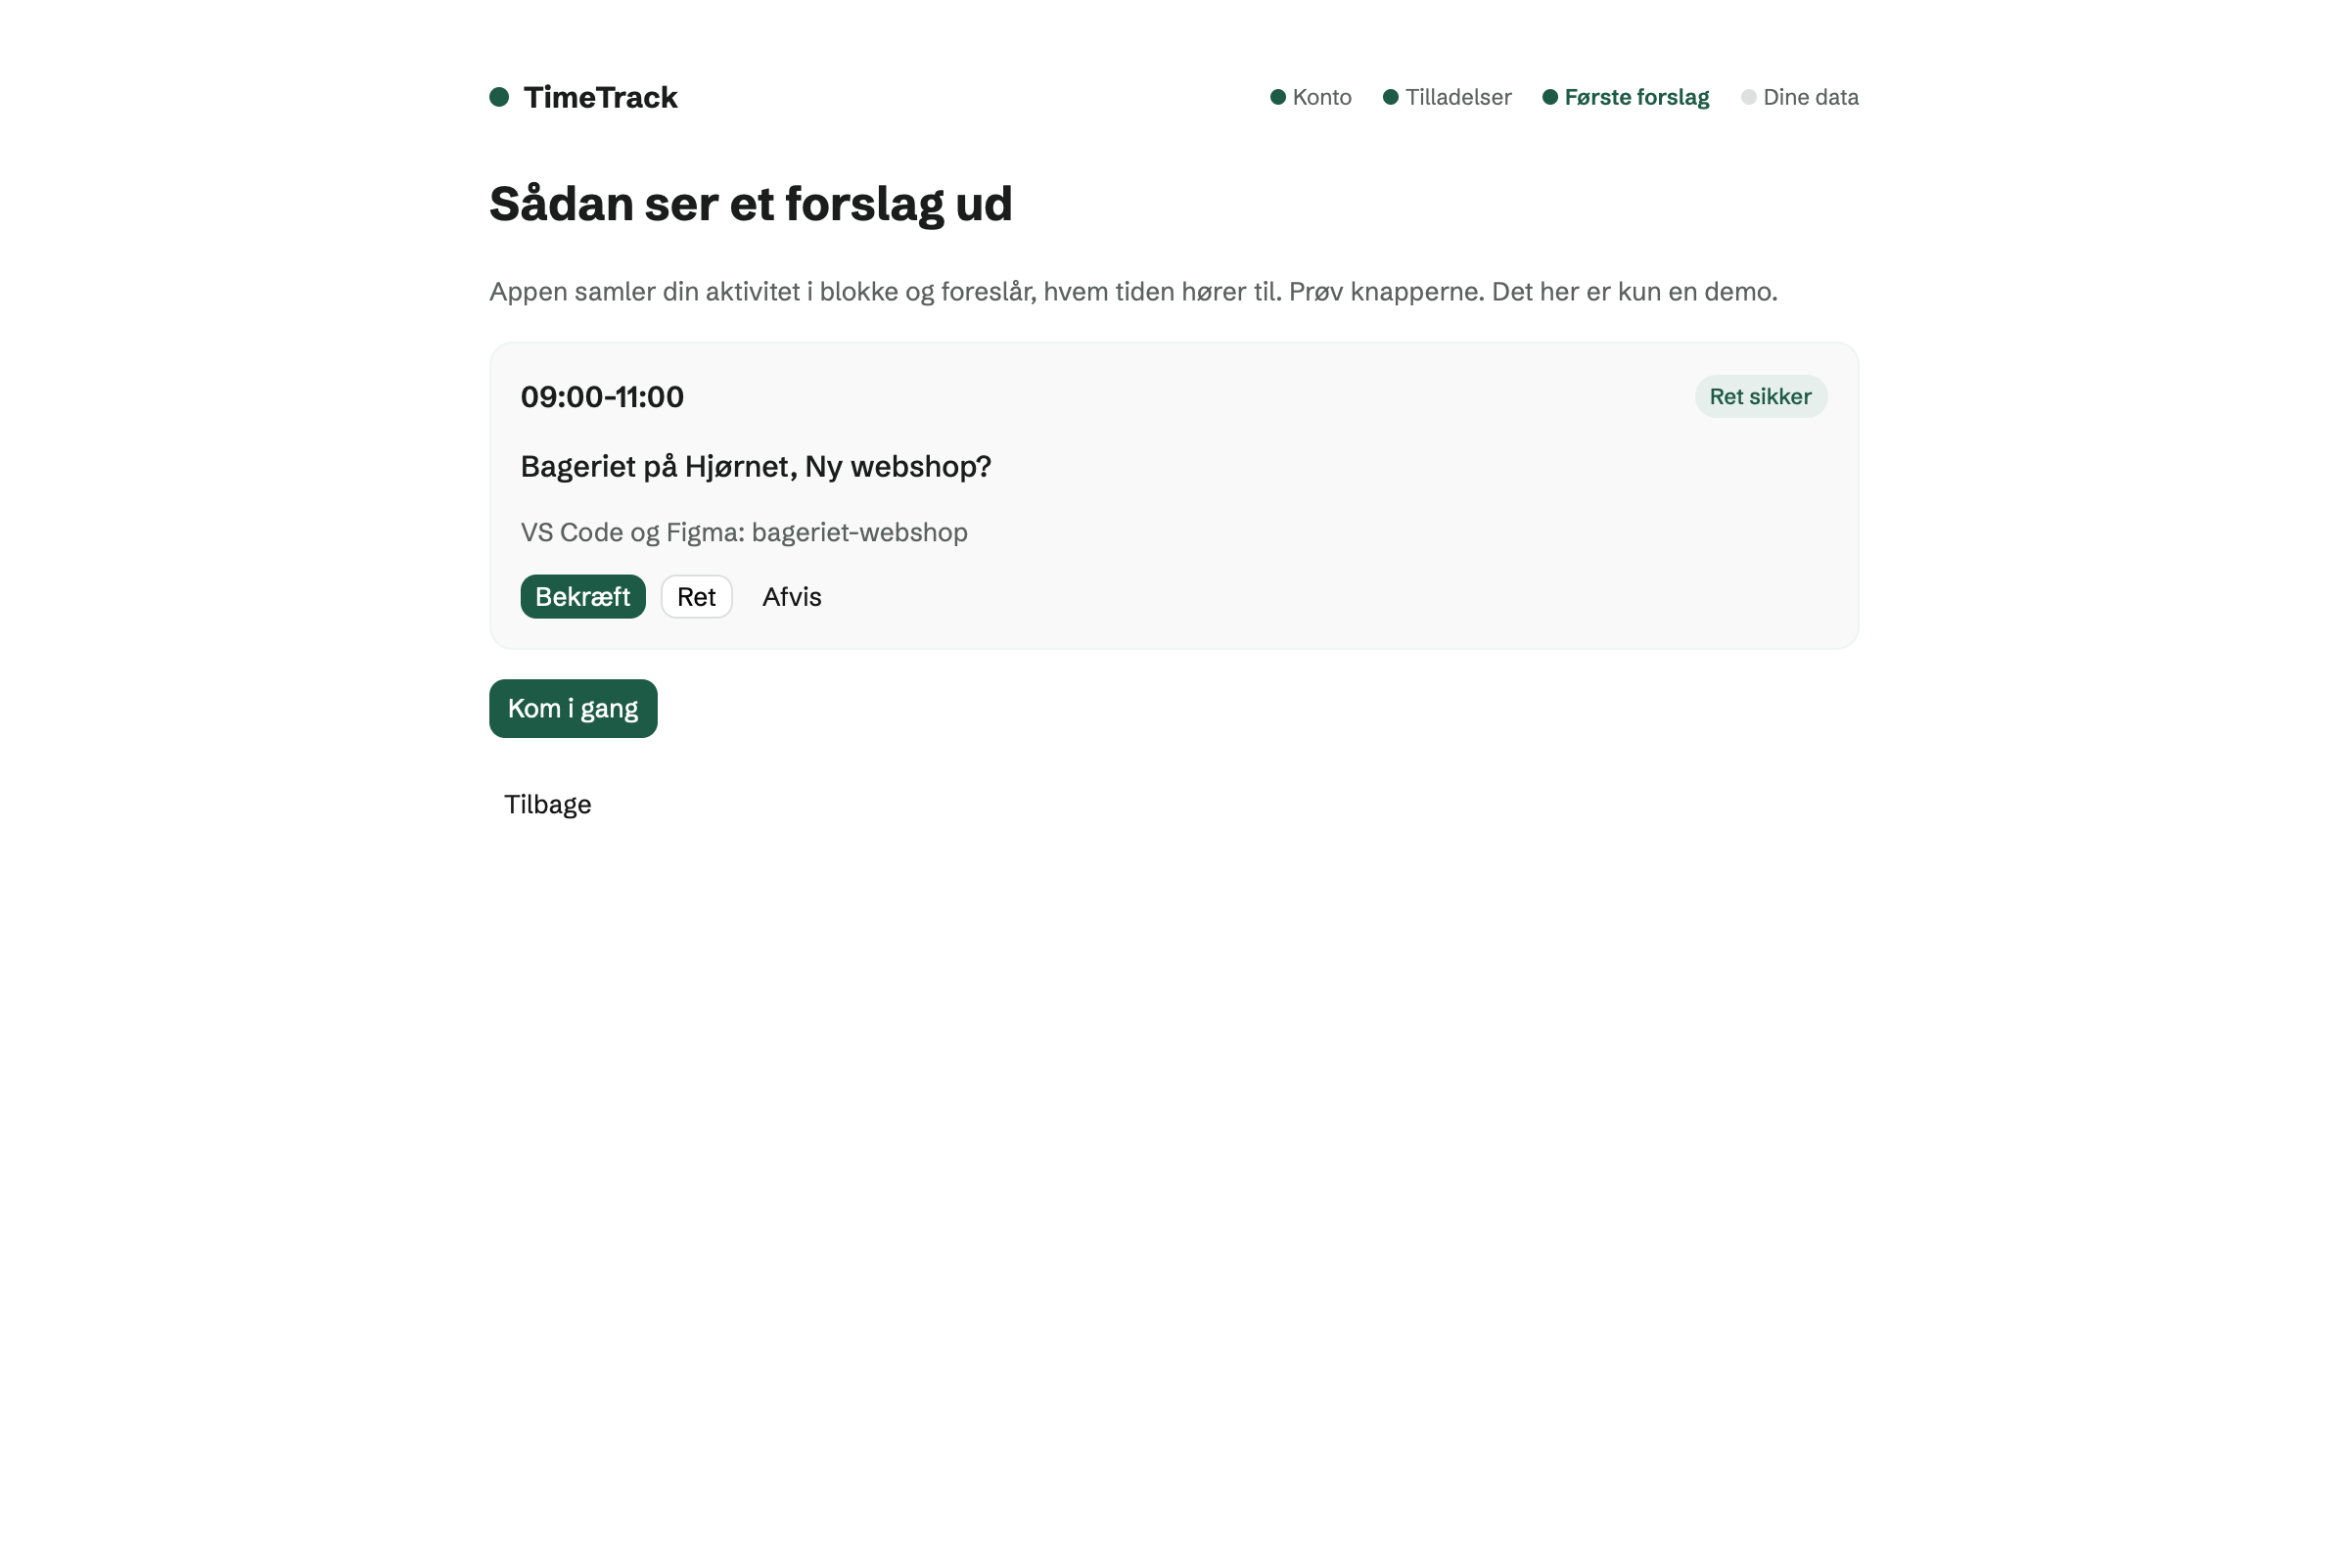 TimeTrack
Konto
Tilladelser
Første forslag
Dine data
Sådan ser et forslag ud
Appen samler din aktivitet i blokke og foreslår, hvem tiden hører til. Prøv knapperne. Det her er kun en demo.
09:00-11:00
Ret sikker
Bageriet på Hjørnet, Ny webshop?
VS Code og Figma: bageriet-webshop
Bekræft
Ret
Afvis
Kom i gang
Tilbage